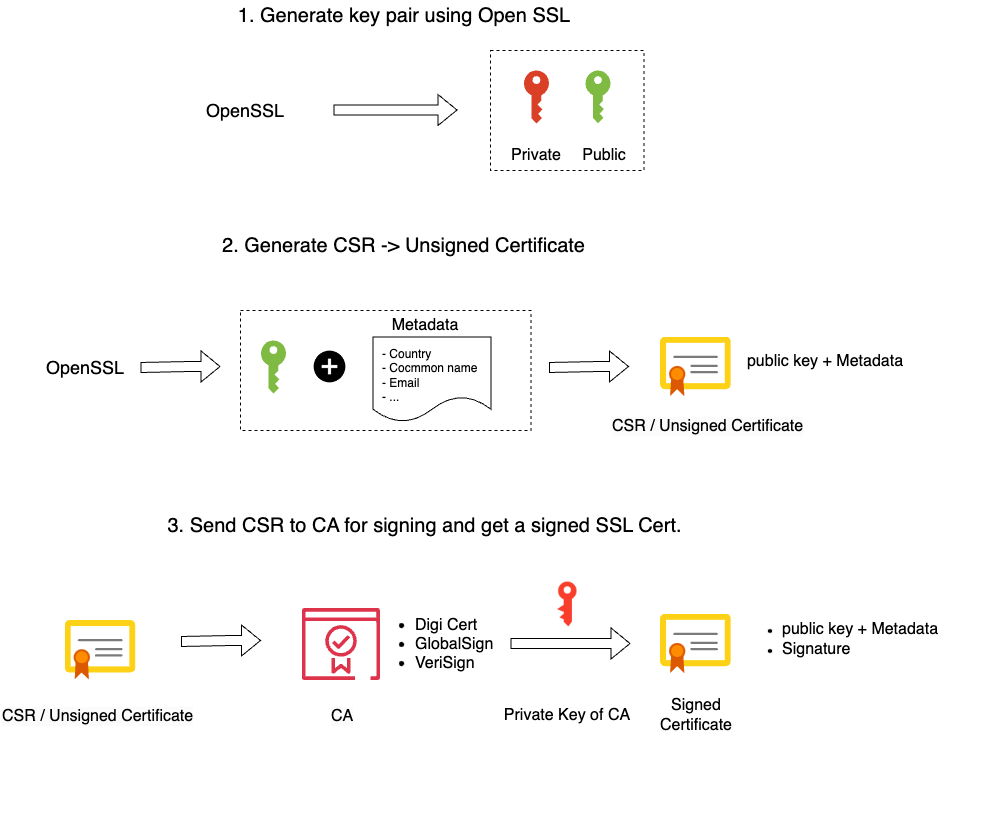 1. Generate key pair using Open SSL
OpenSSL
Private
Public
2. Generate CSR -> Unsigned Certificate
OpenSSL
Metadata
- Country
- Cocmmon name
- Email
- ...
public key + Metadata
CSR / Unsigned Certificate
3. Send CSR to CA for signing and get a signed SSL Cert.
• Digi Cert
• GlobalSign
• VeriSign
• public key + Metadata
• Signature
CSR / Unsigned Certificate
CA
Private Key of CA
Signed
Certificate